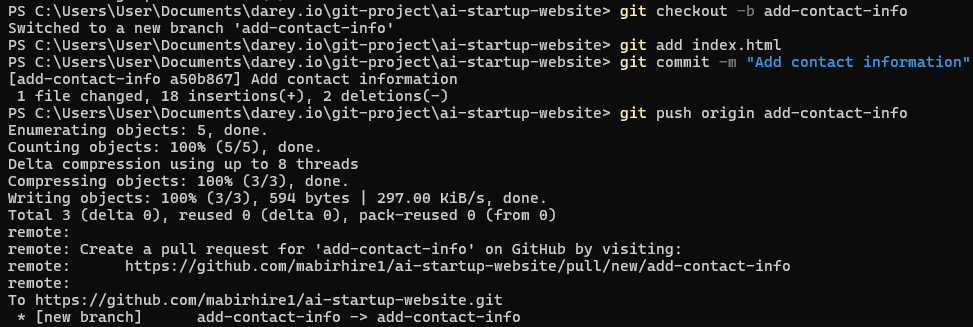 PS C:\Users\User\Documents\darey.io\git-project\ai-startup-website> git checkout -b add-contact-info
Switched to a new branch 'add-contact-info'
PS C:\Users\User\Documents\darey.io\git-project\ai-startup-website> git add index.html
PS C:\Users\User\Documents\darey.io\git-project\ai-startup-website> git commit -m "Add contact information"
[add-contact-info a50b867] Add contact information
 1 file changed, 18 insertions(+), 2 deletions(-)
PS C:\Users\User\Documents\darey.io\git-project\ai-startup-website> git push origin add-contact-info
Enumerating objects: 5, done.
Counting objects: 100% (5/5), done.
Delta compression using up to 8 threads
Compressing objects: 100% (3/3), done.
Writing objects: 100% (3/3), 594 bytes | 297.00 KiB/s, done.
Total 3 (delta 0), reused 0 (delta 0), pack-reused 0 (from 0)
remote:
remote: Create a pull request for 'add-contact-info' on GitHub by visiting:
remote:      https://github.com/mabirhire1/ai-startup-website/pull/new/add-contact-info
remote:
To https://github.com/mabirhire1/ai-startup-website.git
 * [new branch]      add-contact-info -> add-contact-info